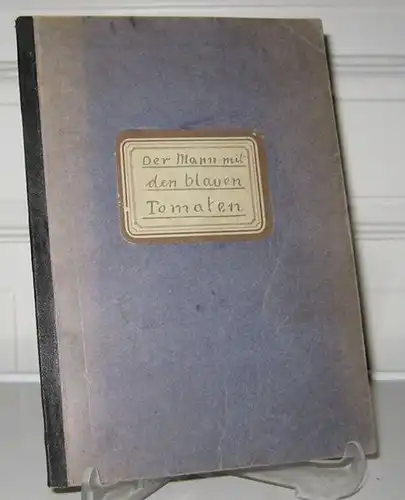 Der Mann mit
den blauen
Tomaten